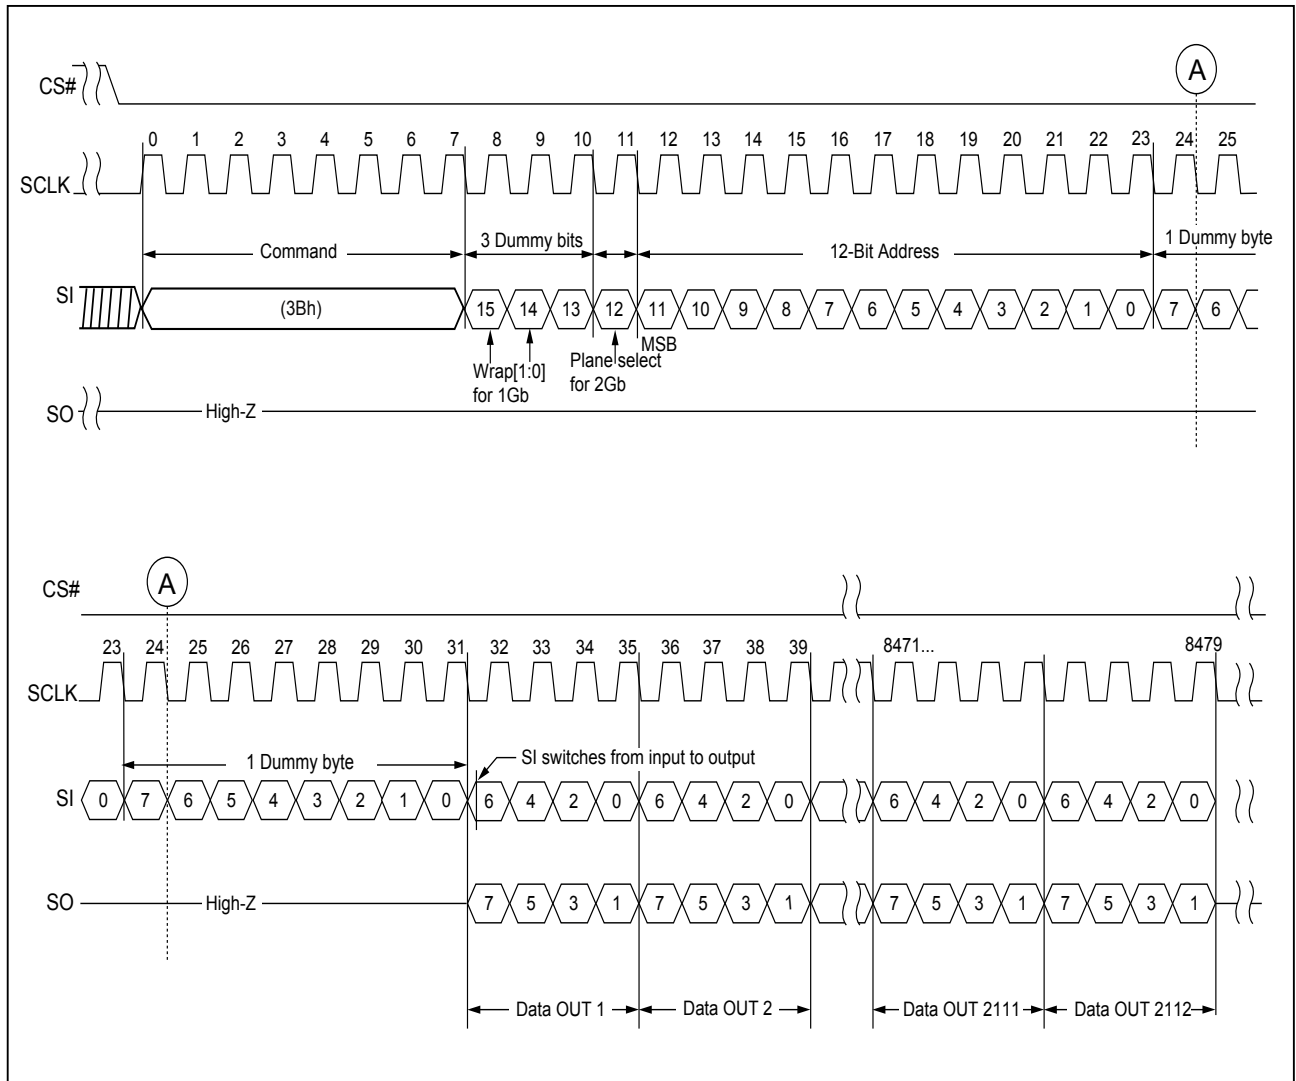 A
CS#
0 1 2 3 4 5 6 7 8 9 10 11 12 13 14 15 16 17 18 19 20 21 22 23 24 25
SCLK
Command
3 Dummy bits
12-Bit Address
1 Dummy byte
SI
(3Bh)
15 14 13 12 11 10 9 8 7 6 5 4 3 2 1 0 7 6
MSB
Wrap[1:0]
for 1Gb
Plane select
for 2Gb
SO
High-Z
A
CS#
23 24 25 26 27 28 29 30 31 32 33 34 35 36 37 38 39 8471... 8479
SCLK
1 Dummy byte
SI switches from input to output
SI
0 7 6 5 4 3 2 1 0 6 4 2 0 6 4 2 0 6 4 2 0 6 4 2 0
SO
High-Z
7 5 3 1 7 5 3 1 7 5 3 1 7 5 3 1
Data OUT 1
Data OUT 2
Data OUT 2111
Data OUT 2112